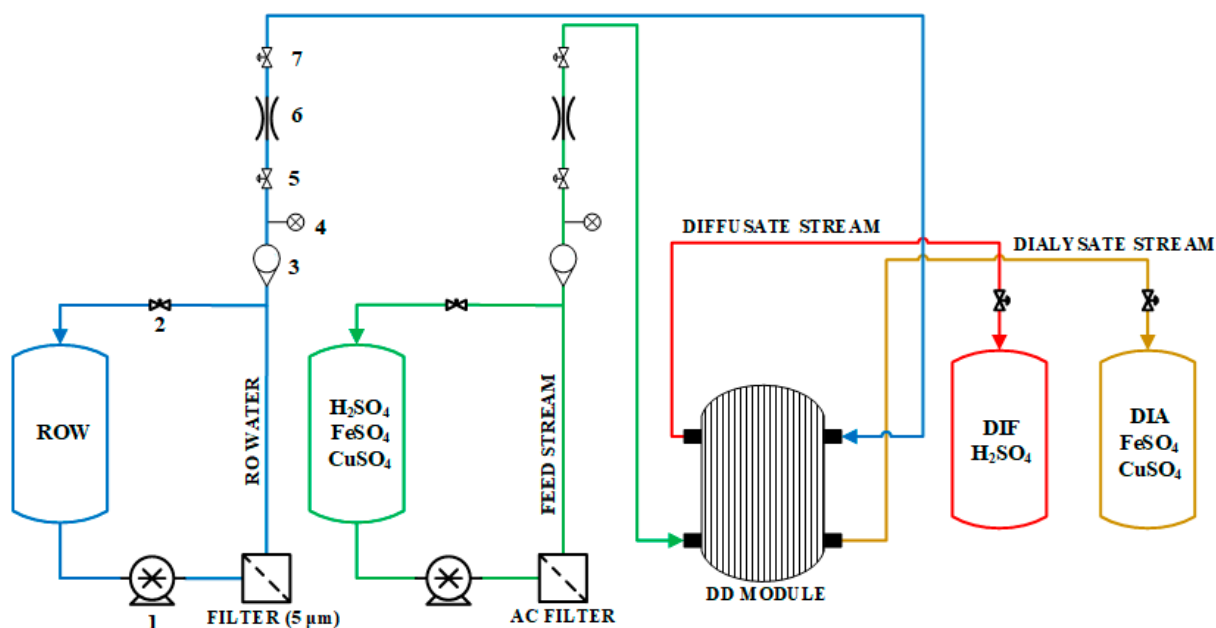 7
6
5
4
3
2
1
DIFFUSATE STREAM
DIALYSATE STREAM
ROW
RO WATER
H₂SO₄
FeSO₄
CuSO₄
FEED STREAM
DIF
H₂SO₄
DIA
FeSO₄
CuSO₄
FILTER (5 µm)
AC FILTER
DD MODULE